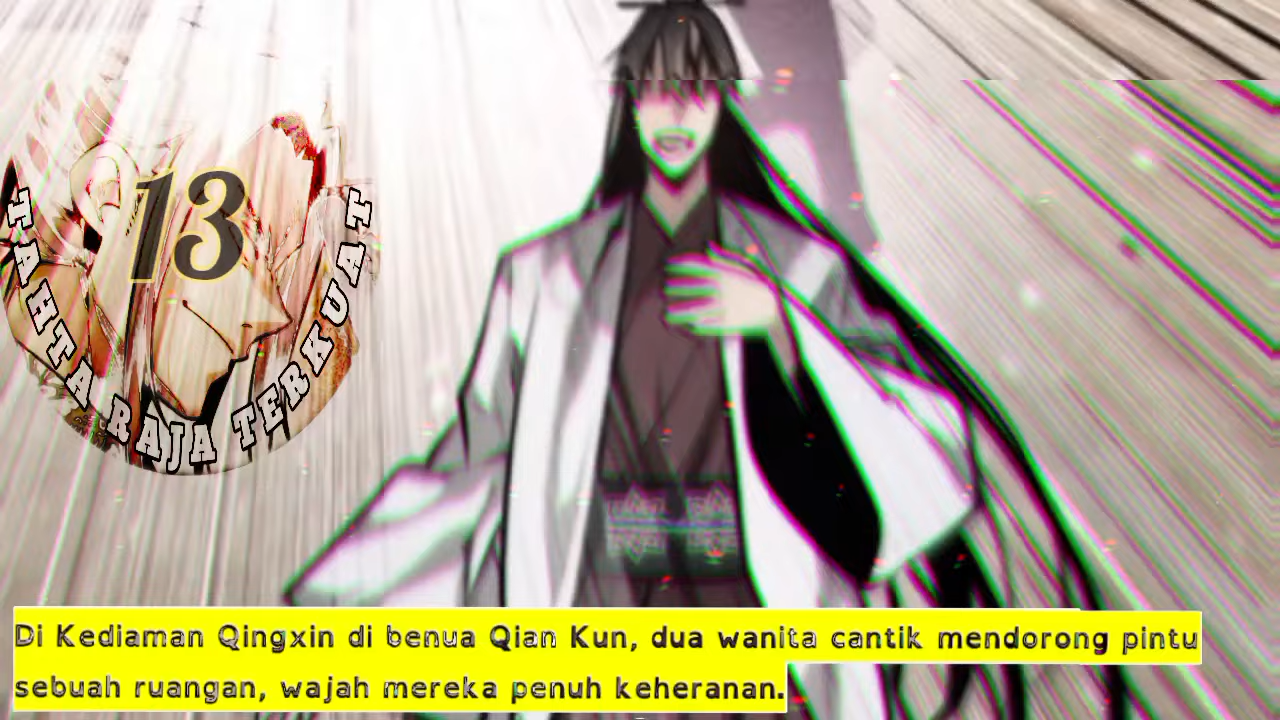 13
TAHTA RAJA TERKUAT
Di Kediaman Qingxin di benua Qian Kun, dua wanita cantik mendorong pintu
sebuah ruangan, wajah mereka penuh keheranan.